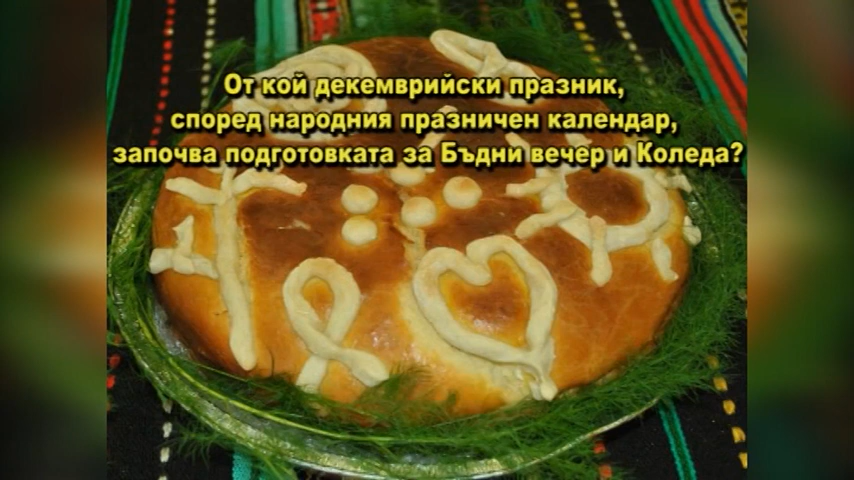 От кой декемврийски празник,
според народния празничен календар,
започва подготовката за Бъдни вечер и Коледа?